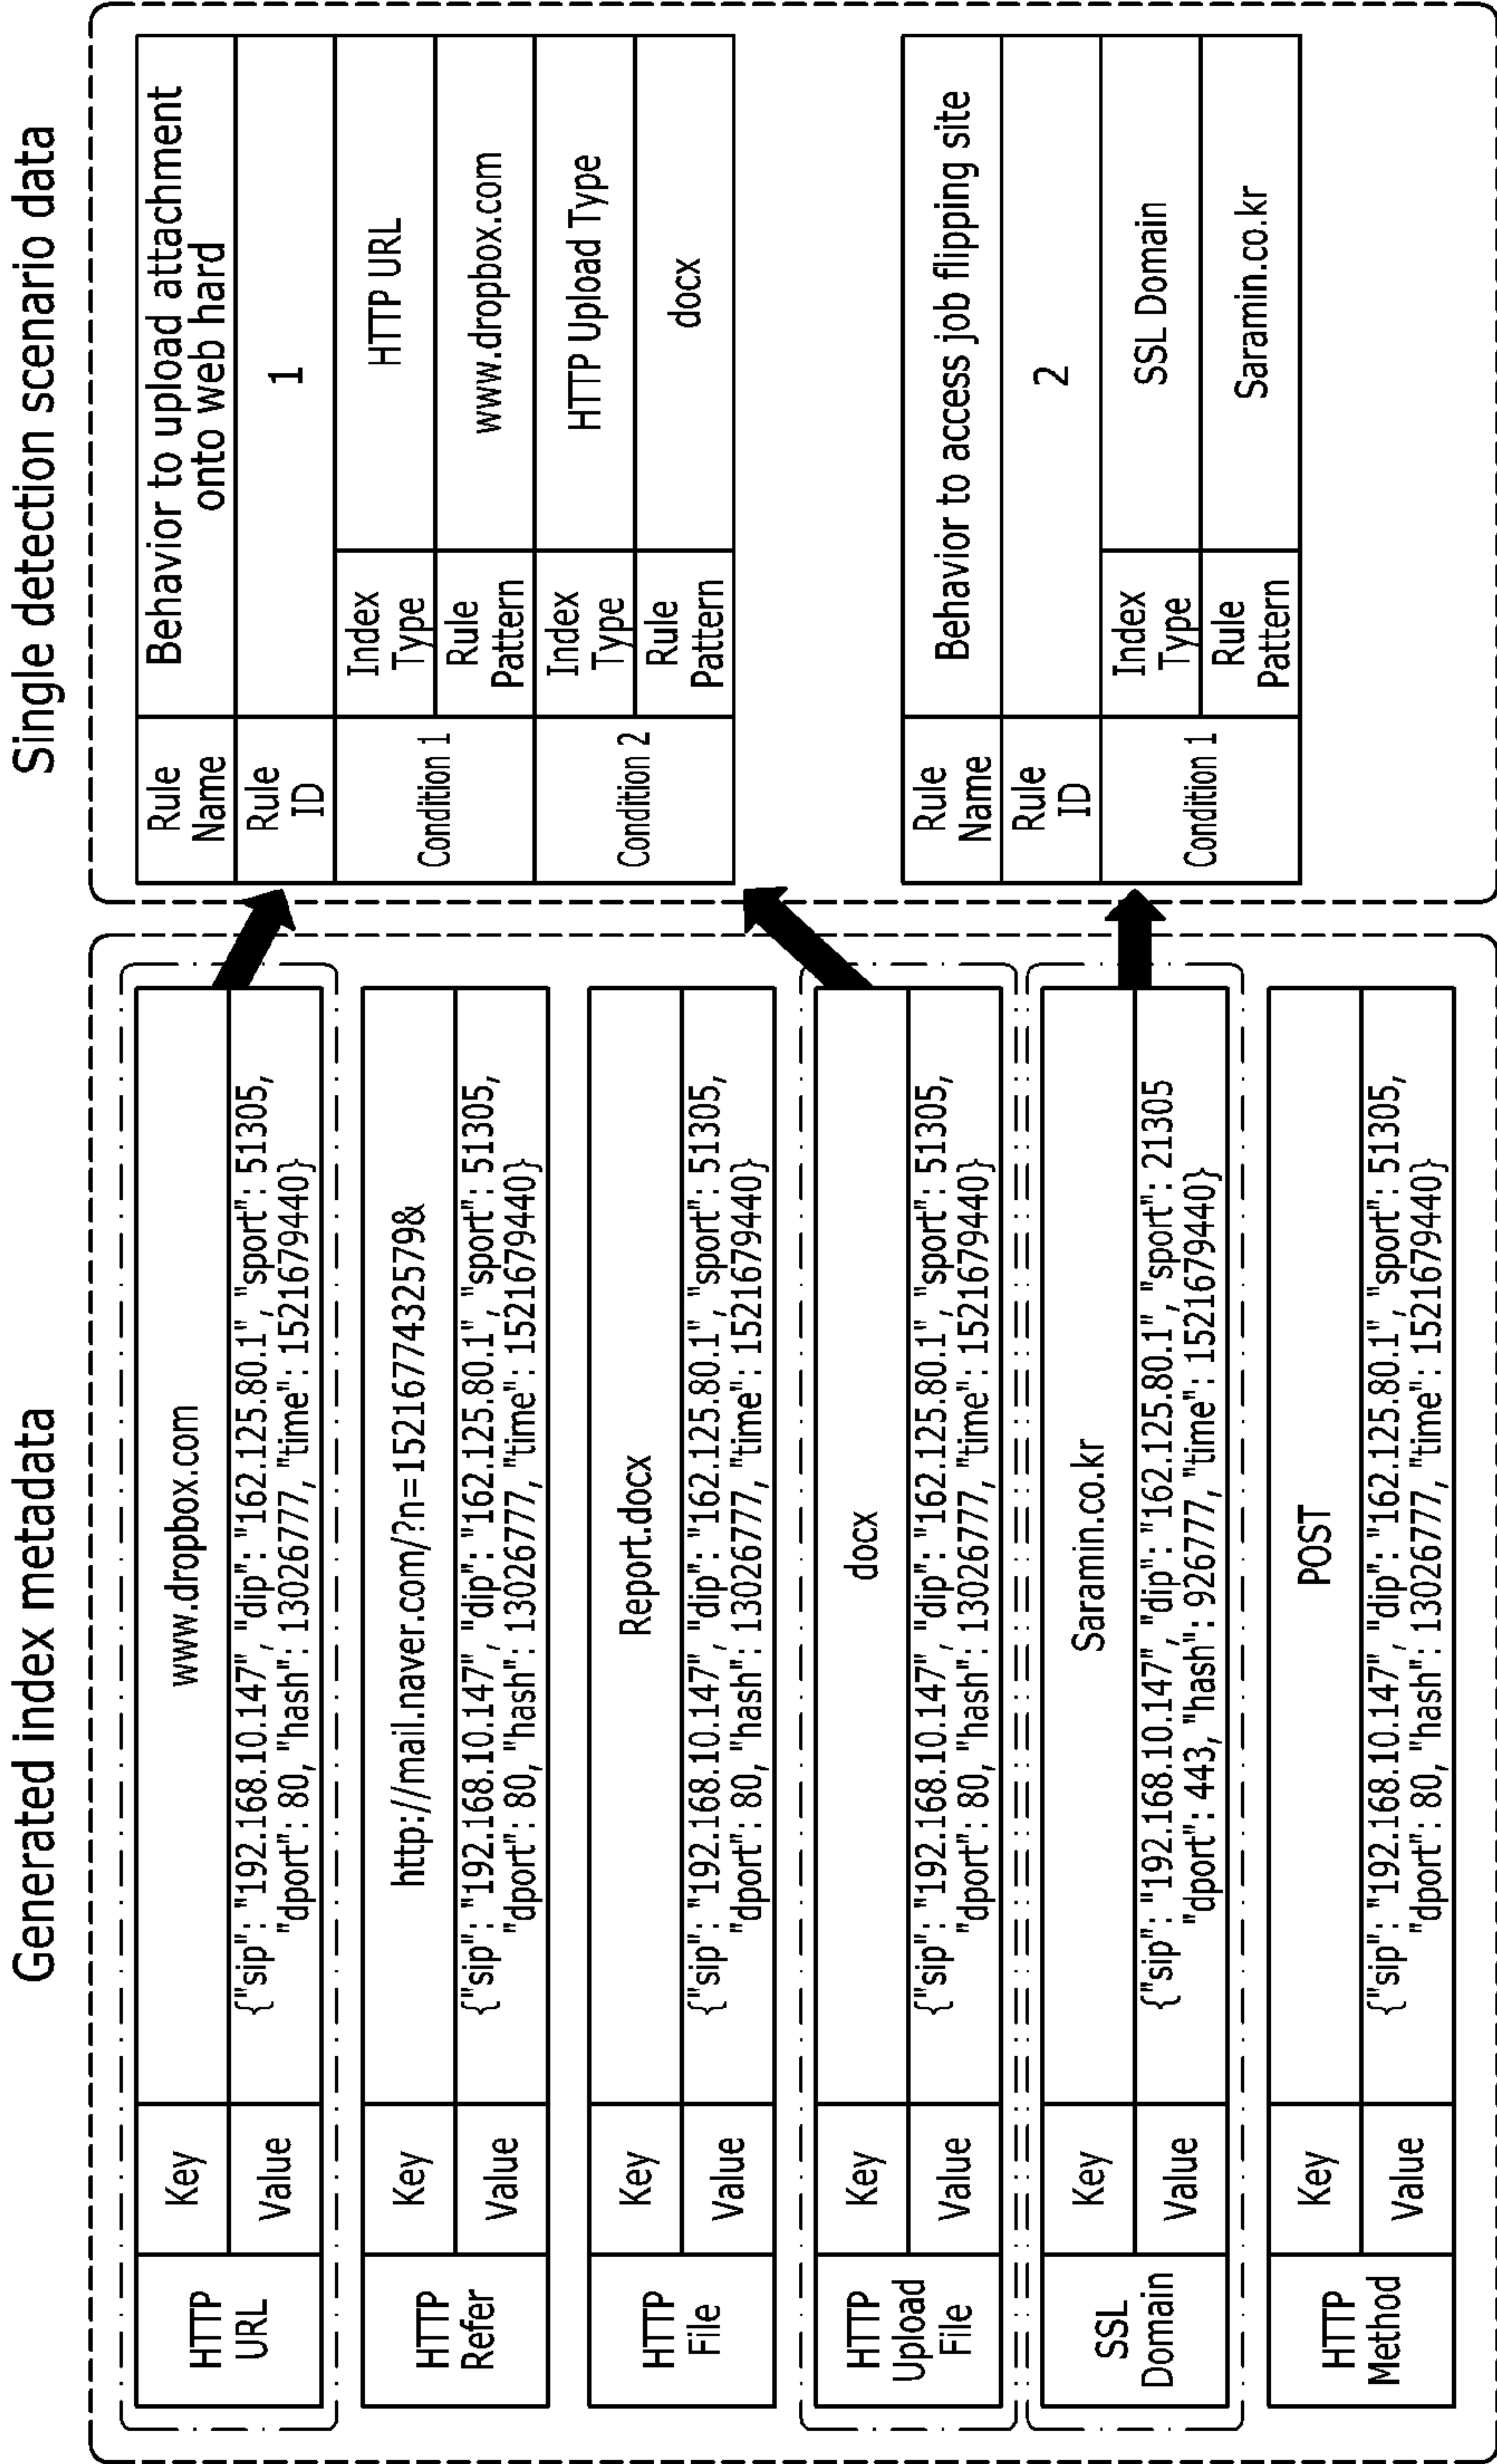 Generated index metadata
HTTP
URL
Key
www.dropbox.com
Value
{"sip": "192.168.10.147", "dip": "162.125.80.1", "sport": 51305,
"dport": 80, "hash": 13026777, "time": 1521679440}
HTTP
Refer
Key
http://mail.naver.com/?n=1521677432579&
Value
{"sip": "192.168.10.147", "dip": "162.125.80.1", "sport": 51305,
"dport": 80, "hash": 13026777, "time": 1521679440}
HTTP
File
Key
Report.docx
Value
{"sip": "192.168.10.147", "dip": "162.125.80.1", "sport": 51305,
"dport": 80, "hash": 13026777, "time": 1521679440}
HTTP
Upload
File
Key
docx
Value
{"sip": "192.168.10.147", "dip": "162.125.80.1", "sport": 51305,
"dport": 80, "hash": 13026777, "time": 1521679440}
SSL
Domain
Key
Saramin.co.kr
Value
{"sip": "192.168.10.147", "dip": "162.125.80.1", "sport": 21305
"dport": 443, "hash": 926777, "time": 1521679440}
HTTP
Method
Key
POST
Value
{"sip": "192.168.10.147", "dip": "162.125.80.1", "sport": 51305,
"dport": 80, "hash": 13026777, "time": 1521679440}
Single detection scenario data
Rule
Name
Behavior to upload attachment
onto web hard
Rule
ID
1
Condition 1
Index
Type
HTTP URL
Rule
Pattern
www.dropbox.com
Condition 2
Index
Type
HTTP Upload Type
Rule
Pattern
docx
Rule
Name
Behavior to access job flipping site
Rule
ID
2
Condition 1
Index
Type
SSL Domain
Rule
Pattern
Saramin.co.kr